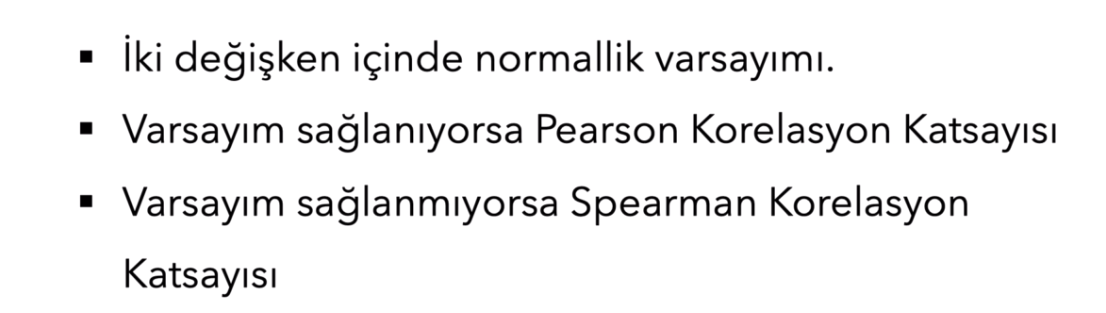 ▪ İki değişken içinde normallik varsayımı.
▪ Varsayım sağlanıyorsa Pearson Korelasyon Katsayısı
▪ Varsayım sağlanmıyorsa Spearman Korelasyon
Katsayısı